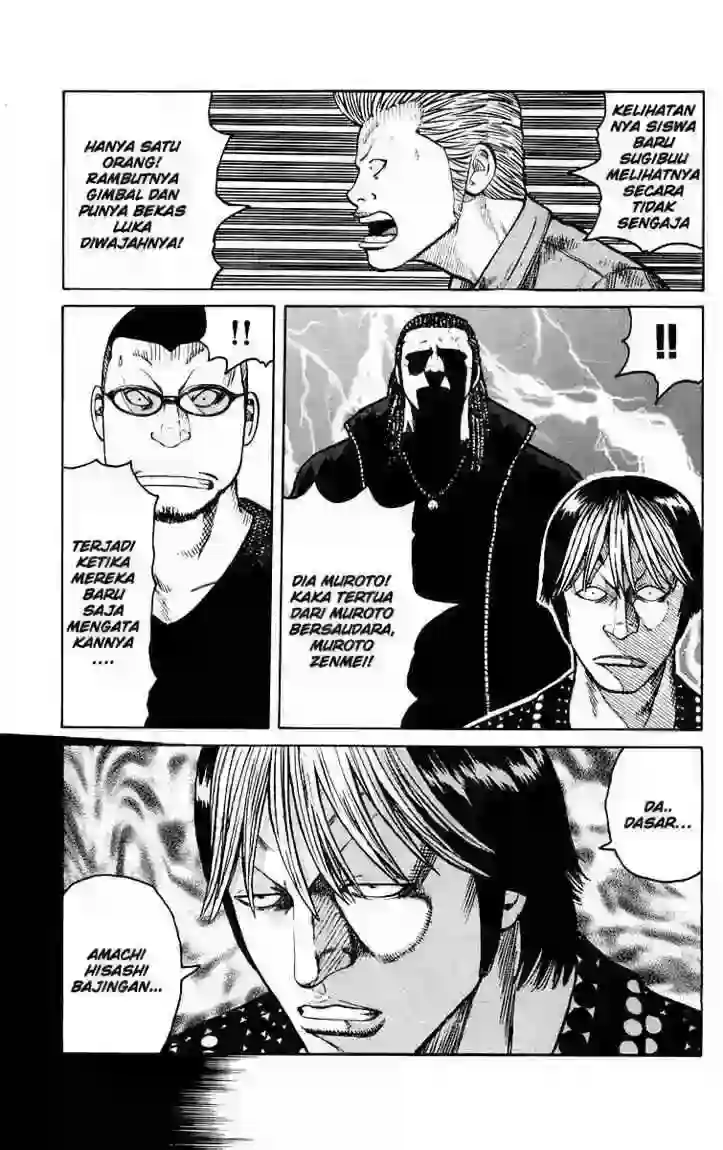 KELIHATAN
NYA SISWA
BARU
SUGIBUU
MELIHATNYA
SECARA
TIDAK
SENGAJA
HANYA SATU
ORANG!
RAMBUTNYA
GIMBAL DAN
PUNYA BEKAS
LUKA
DIWAJAHNYA!
!!
DIA MUROTO!
KAKA TERTUA
DARI MUROTO
BERSAUDARA,
MUROTO
ZENMEI!
!!
TERJADI
KETIKA
MEREKA
BARU
SAJA
MENGATA
KANNYA
....
DA..
DASAR...
AMACHI
HISASHI
BAJINGAN...